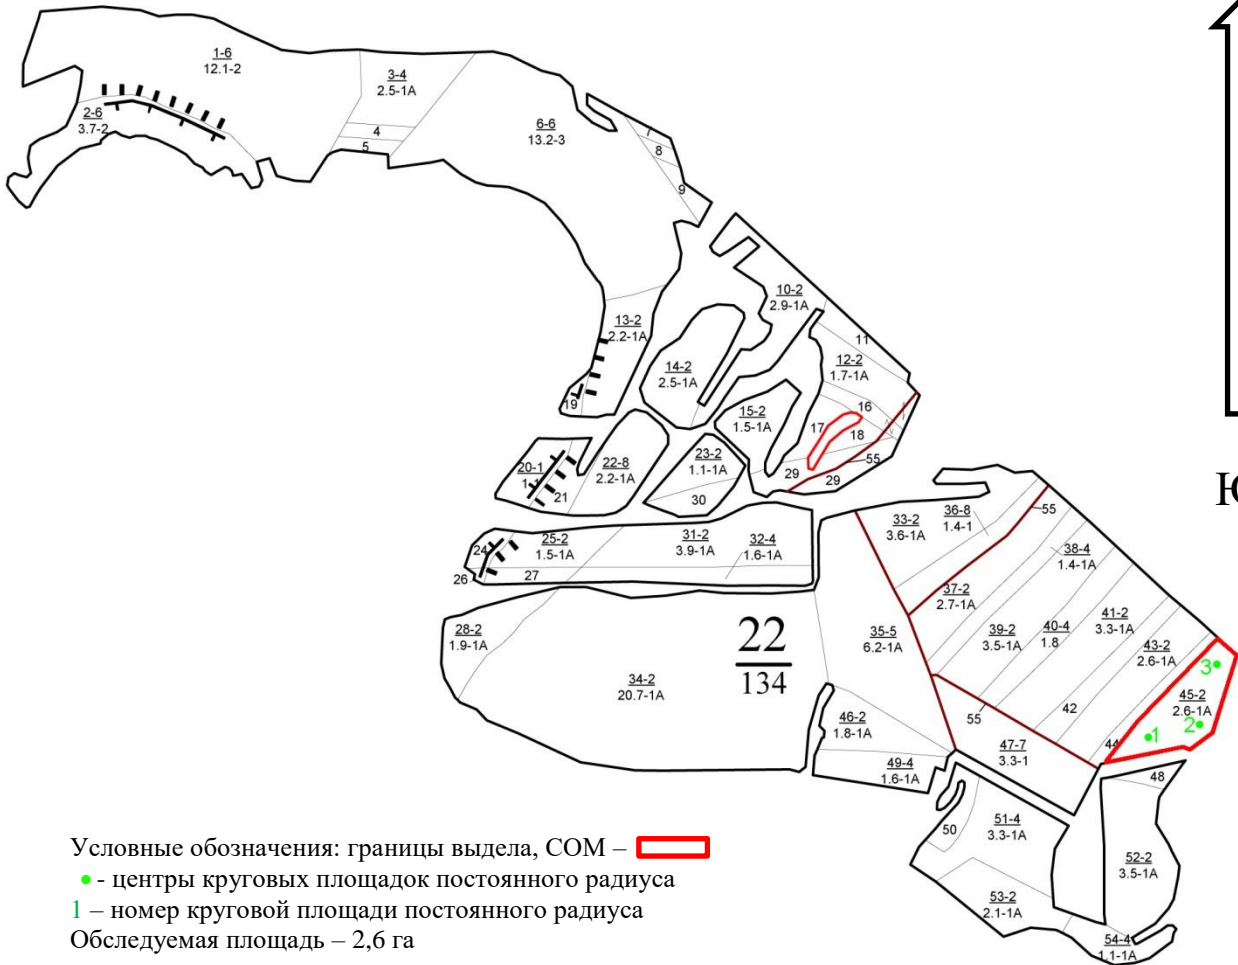 1-6
12.1-2
3-4
2.5-1А
2-6
3.7-2
4
5
6-6
13.2-3
8
9
10-2
2.9-1А
11
13-2
2.2-1А
12-2
1.7-1А
14-2
2.5-1А
19
15-2
1.5-1А
16
17
18
55
29
29
20-1
21
22-8
2.2-1А
23-2
1.1-1А
30
Ю
24
25-2
1.5-1А
26
27
31-2
3.9-1А
32-4
1.6-1А
33-2
3.6-1А
36-8
1.4-1
55
38-4
1.4-1А
37-2
2.7-1А
28-2
1.9-1А
34-2
20.7-1А
22
134
35-5
6.2-1А
39-2
3.5-1А
40-4
1.8
41-2
3.3-1А
43-2
2.6-1А
3
45-2
2.6-1А
2
1
42
44
46-2
1.8-1А
55
47-7
3.3-1
49-4
1.6-1А
48
50
51-4
3.3-1А
52-2
3.5-1А
53-2
2.1-1А
54-4
1.1-1А
Условные обозначения: границы выдела, СОМ –
- центры круговых площадок постоянного радиуса
1 – номер круговой площади постоянного радиуса
Обследуемая площадь – 2,6 га